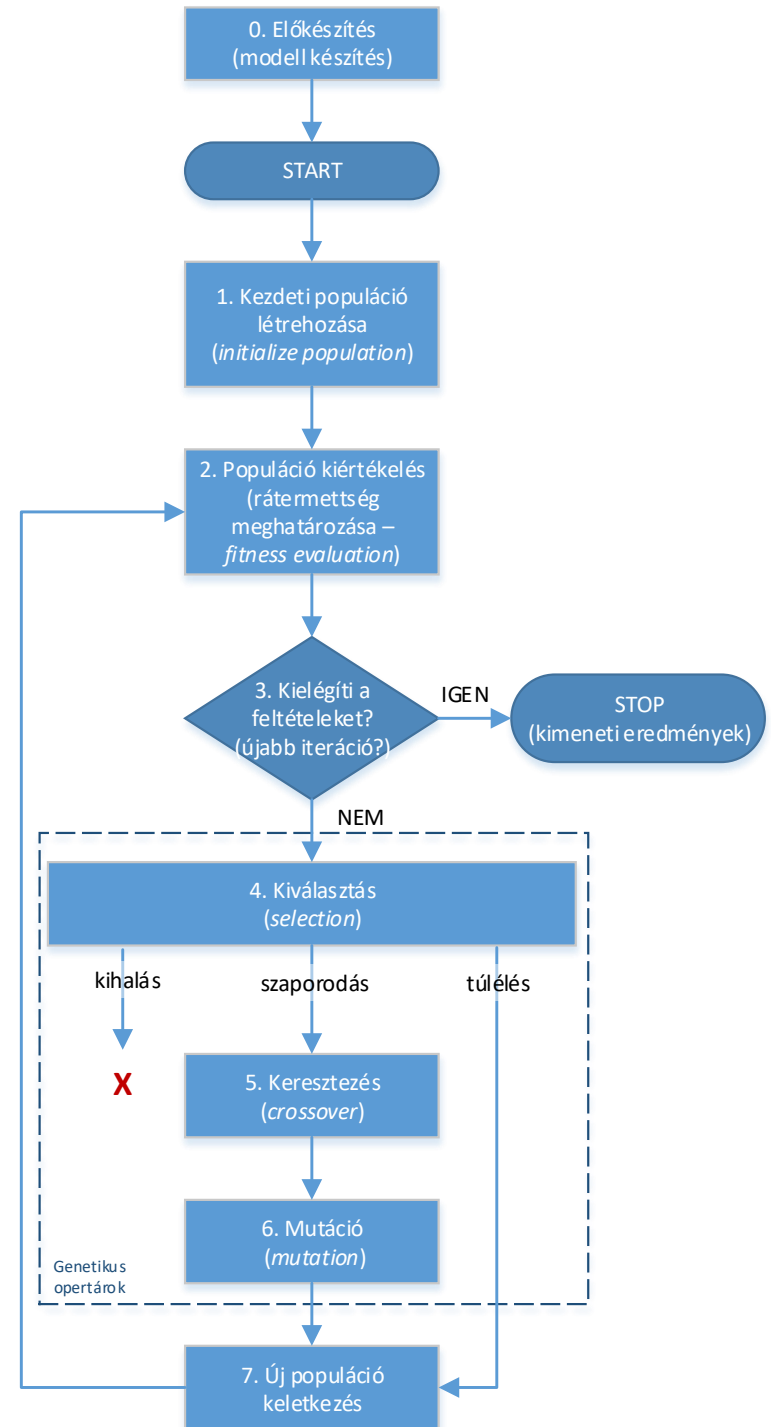 0. Előkészítés
(modell készítés)
START
1. Kezdeti populáció
létrehozása
(initialize population)
2. Populáció kiértékelés
(rátermettség
meghatározása –
fitness evaluation)
3. Kielégíti a
feltételeket?
(újabb iteráció?)
IGEN
STOP
(kimeneti eredmények)
NEM
4. Kiválasztás
(selection)
kihalás
szaporodás
túlélés
X
5. Keresztezés
(crossover)
6. Mutáció
(mutation)
Genetikus
opertárok
7. Új populáció
keletkezés